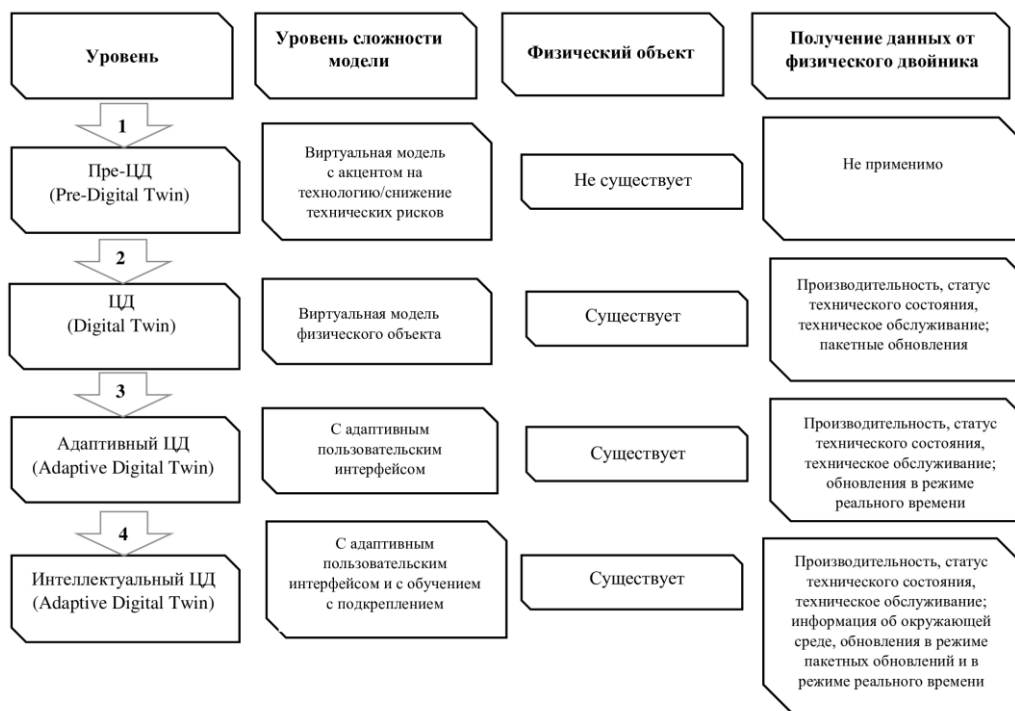 Уровень
Уровень сложности
модели
Физический объект
Получение данных от
физического двойника
1
Пре-ЦД
(Pre-Digital Twin)
Виртуальная модель
с акцентом на
технологию/снижение
технических рисков
Не существует
Не применимо
2
ЦД
(Digital Twin)
Виртуальная модель
физического объекта
Существует
Производительность, статус
технического состояния,
техническое обслуживание;
пакетные обновления
3
Адаптивный ЦД
(Adaptive Digital Twin)
С адаптивным
пользовательским
интерфейсом
Существует
Производительность, статус
технического состояния,
техническое обслуживание;
обновления в режиме
реального времени
4
Интеллектуальный ЦД
(Adaptive Digital Twin)
С адаптивным
пользовательским
интерфейсом и с обучением
с подкреплением
Существует
Производительность, статус
технического состояния,
техническое обслуживание;
информация об окружающей
среде, обновления в режиме
пакетных обновлений и в
режиме реального времени